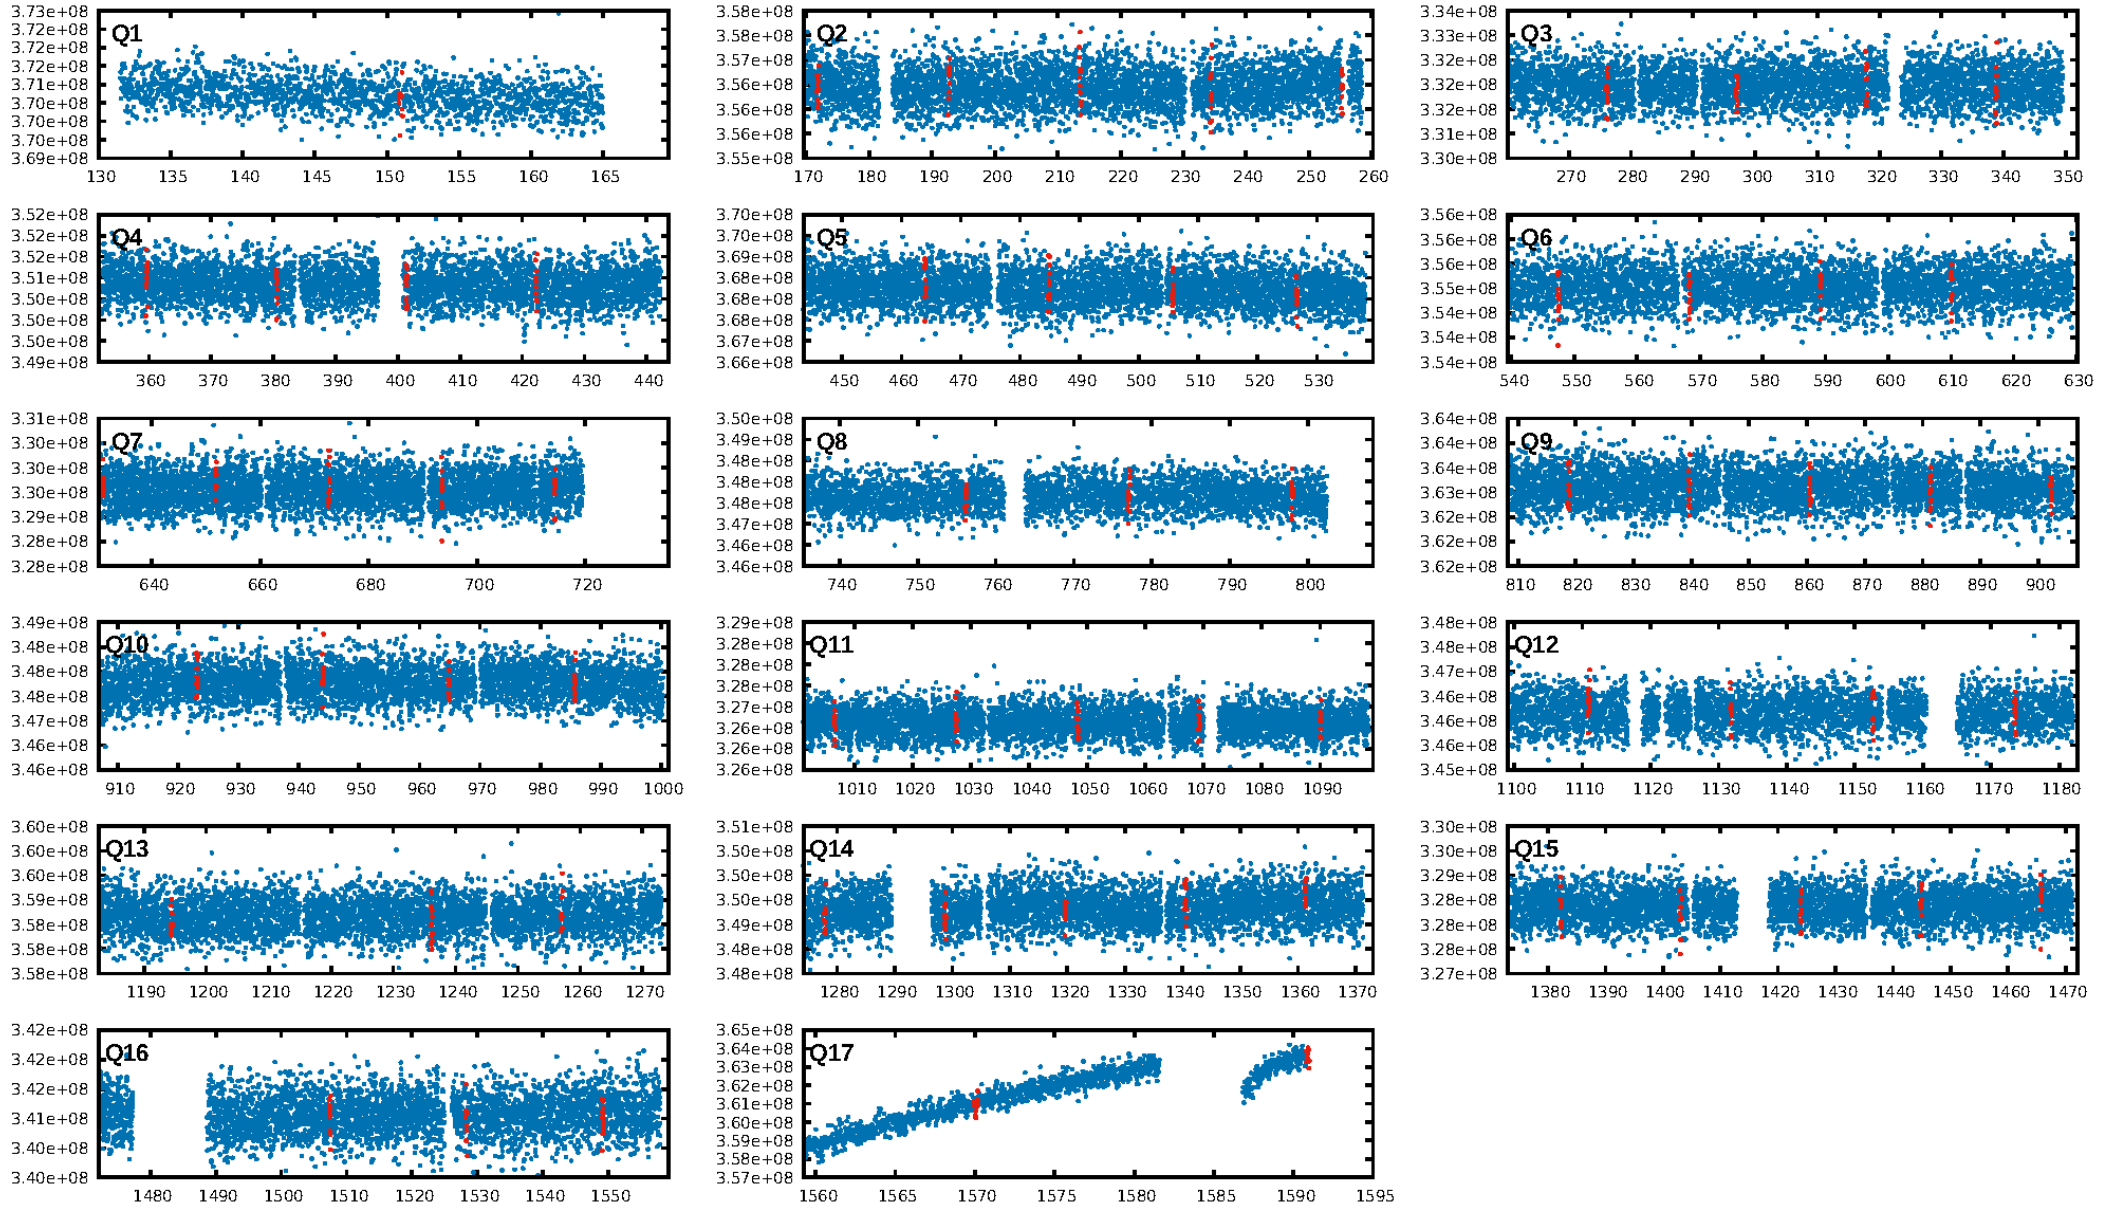 3.73e+08 3.72e+08 3.72e+08 3.71e+08 3.71e+08 3.70e+08 3.70e+08 3.70e+08 3.69e+08
Q1
130 135 140 145 150 155 160 165
3.58e+08 3.58e+08 3.57e+08 3.56e+08 3.56e+08 3.56e+08 3.55e+08
Q2
170 180 190 200 210 220 230 240 250 260
3.34e+08 3.33e+08 3.32e+08 3.32e+08 3.32e+08 3.31e+08 3.30e+08
Q3
270 280 290 300 310 320 330 340 350
3.52e+08 3.52e+08 3.52e+08 3.51e+08 3.50e+08 3.50e+08 3.50e+08 3.49e+08
Q4
360 370 380 390 400 410 420 430 440
3.70e+08 3.70e+08 3.69e+08 3.68e+08 3.68e+08 3.67e+08 3.66e+08
Q5
450 460 470 480 490 500 510 520 530
3.56e+08 3.56e+08 3.56e+08 3.55e+08 3.54e+08 3.54e+08 3.54e+08
Q6
540 550 560 570 580 590 600 610 620 630
3.31e+08 3.30e+08 3.30e+08 3.30e+08 3.29e+08 3.28e+08 3.28e+08
Q7
640 660 680 700 720
3.50e+08 3.49e+08 3.48e+08 3.48e+08 3.48e+08 3.47e+08 3.46e+08 3.46e+08
Q8
740 750 760 770 780 790 800
3.64e+08 3.64e+08 3.64e+08 3.63e+08 3.62e+08 3.62e+08 3.62e+08
Q9
810 820 830 840 850 860 870 880 890 900
3.49e+08 3.48e+08 3.48e+08 3.48e+08 3.47e+08 3.46e+08 3.46e+08
Q10
910 920 930 940 950 960 970 980 990 1000
3.29e+08 3.28e+08 3.28e+08 3.28e+08 3.27e+08 3.26e+08 3.26e+08 3.26e+08
Q11
1010 1020 1030 1040 1050 1060 1070 1080 1090
3.48e+08 3.48e+08 3.47e+08 3.46e+08 3.46e+08 3.46e+08 3.45e+08
Q12
1100 1110 1120 1130 1140 1150 1160 1170 1180
3.60e+08 3.60e+08 3.60e+08 3.59e+08 3.58e+08 3.58e+08 3.58e+08
Q13
1190 1200 1210 1220 1230 1240 1250 1260 1270
3.51e+08 3.50e+08 3.50e+08 3.50e+08 3.49e+08 3.48e+08 3.48e+08
Q14
1280 1290 1300 1310 1320 1330 1340 1350 1360 1370
3.30e+08 3.30e+08 3.29e+08 3.28e+08 3.28e+08 3.28e+08 3.27e+08
Q15
1380 1390 1400 1410 1420 1430 1440 1450 1460 1470
3.42e+08 3.42e+08 3.42e+08 3.41e+08 3.40e+08 3.40e+08
Q16
1480 1490 1500 1510 1520 1530 1540 1550
3.65e+08 3.64e+08 3.63e+08 3.62e+08 3.61e+08 3.60e+08 3.59e+08 3.58e+08 3.57e+08
Q17
1560 1565 1570 1575 1580 1585 1590 1595